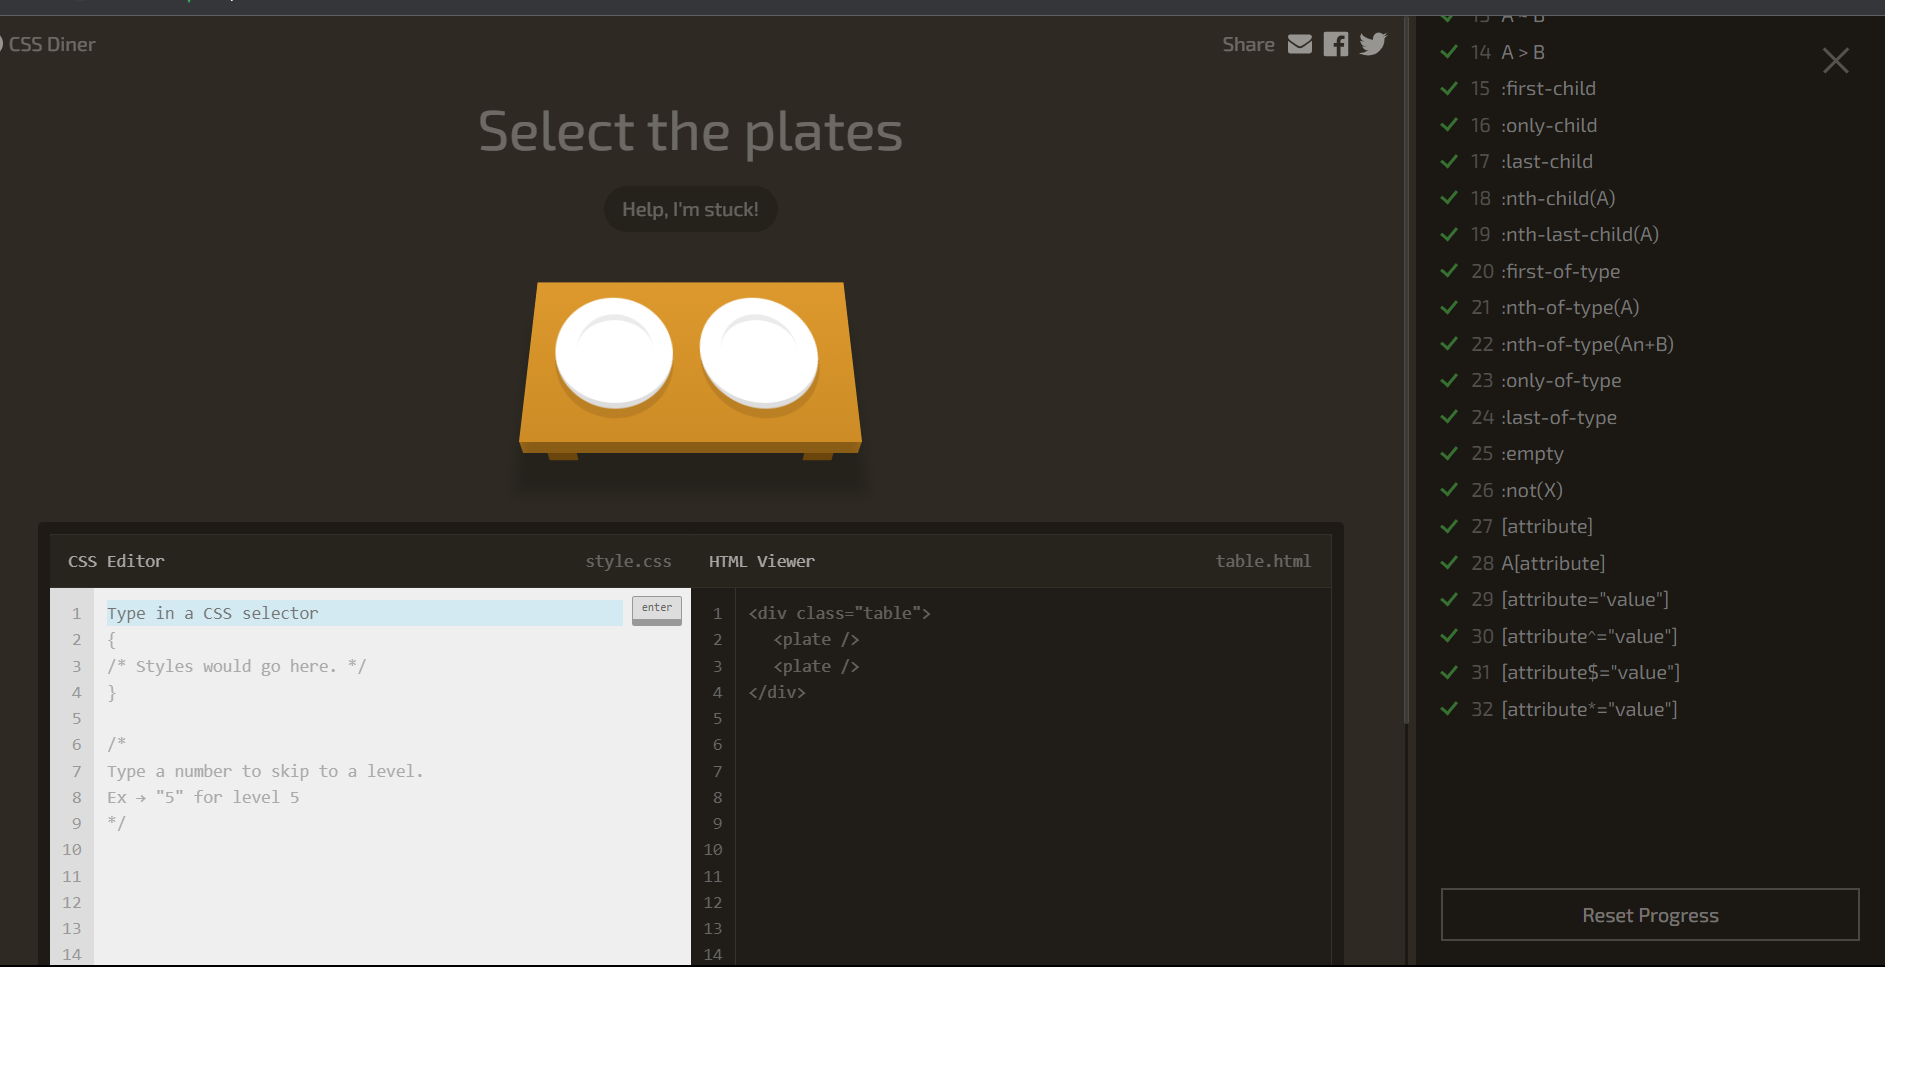 CSS Diner
Share
Select the plates
Help, I'm stuck!
CSS Editor
style.css
1
Type in a CSS selector
enter
2
{
3
/* Styles would go here. */
4
}
5
6
/*
7
Type a number to skip to a level.
8
Ex → "5" for level 5
9
*/
10
11
12
13
14
HTML Viewer
table.html
1
<div class="table">
2
<plate />
3
<plate />
4
</div>
5
6
7
8
9
10
11
12
13
14
13 A ~ B
14 A > B
15 :first-child
16 :only-child
17 :last-child
18 :nth-child(A)
19 :nth-last-child(A)
20 :first-of-type
21 :nth-of-type(A)
22 :nth-of-type(An+B)
23 :only-of-type
24 :last-of-type
25 :empty
26 :not(X)
27 [attribute]
28 A[attribute]
29 [attribute="value"]
30 [attribute^="value"]
31 [attribute$="value"]
32 [attribute*="value"]
Reset Progress